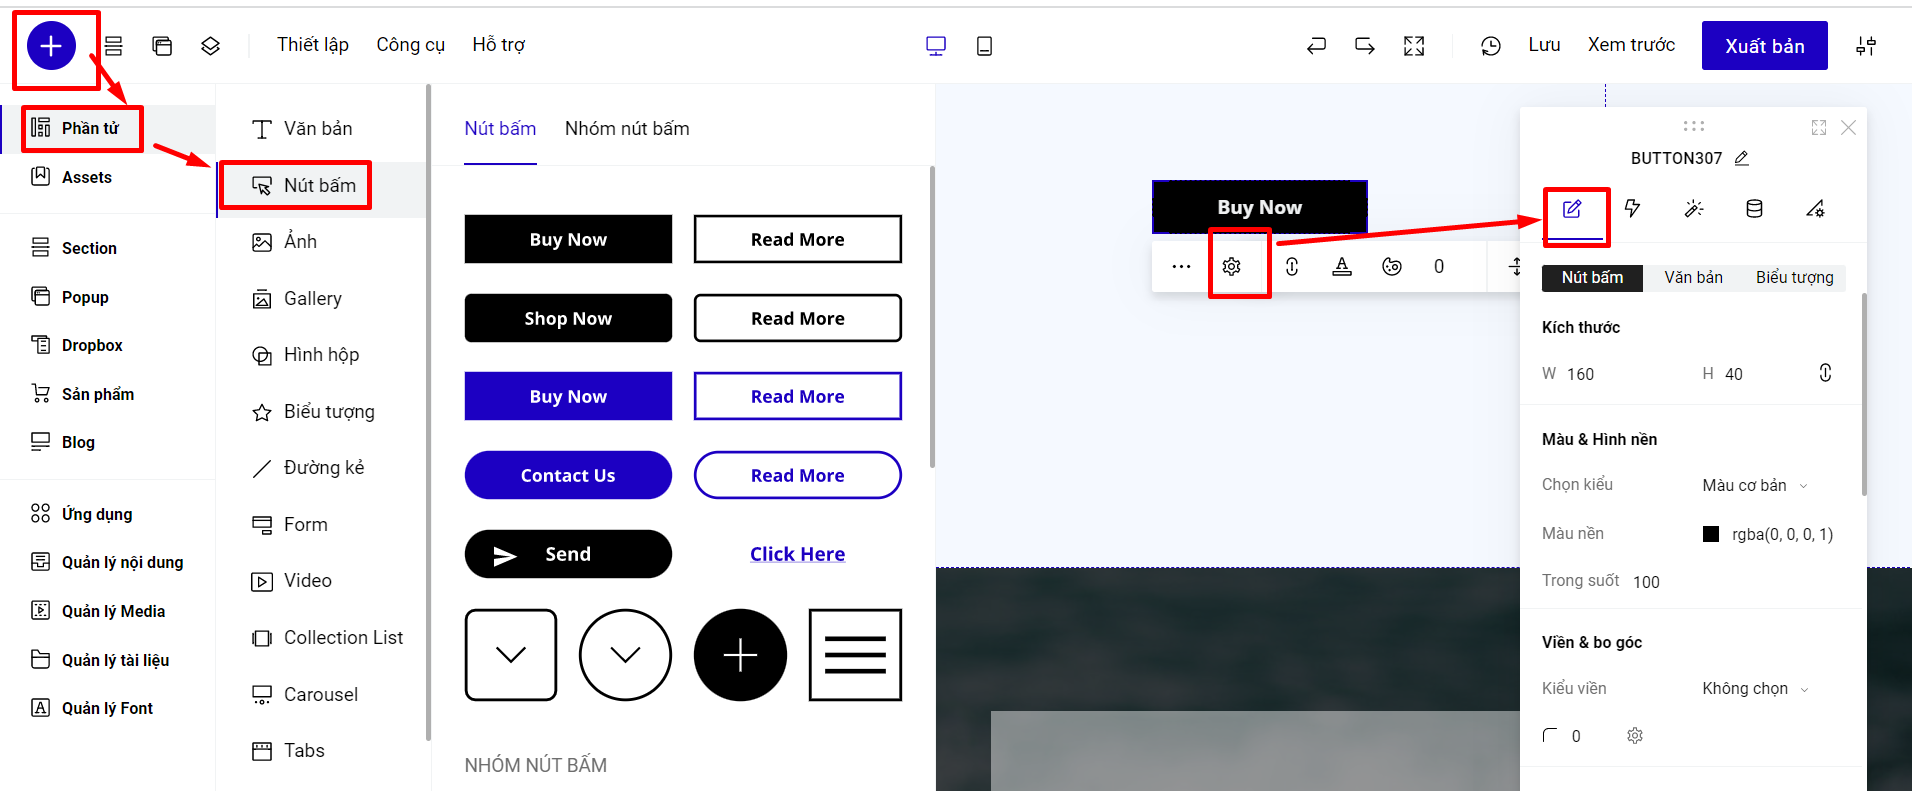 Thiết lập Công cụ Hỗ trợ Lưu Xem trước Xuất bản
Phần tử
Assets
Section
Popup
Dropbox
Sản phẩm
Blog
Ứng dụng
Quản lý nội dung
Quản lý Media
Quản lý tài liệu
Quản lý Font
Văn bản
Nút bấm
Ảnh
Gallery
Hình hộp
Biểu tượng
Đường kẻ
Form
Video
Collection List
Carousel
Tabs
Nút bấm Nhóm nút bấm
Buy Now Read More
Shop Now Read More
Buy Now Read More
Contact Us Read More
Send Click Here
NHÓM NÚT BẤM
Buy Now
0
BUTTON307
Nút bấm Văn bản Biểu tượng
Kích thước
W 160 H 40
Màu & Hình nền
Chọn kiểu Màu cơ bản
Màu nền rgba(0, 0, 0, 1)
Trong suốt 100
Viền & bo góc
Kiểu viền Không chọn
0